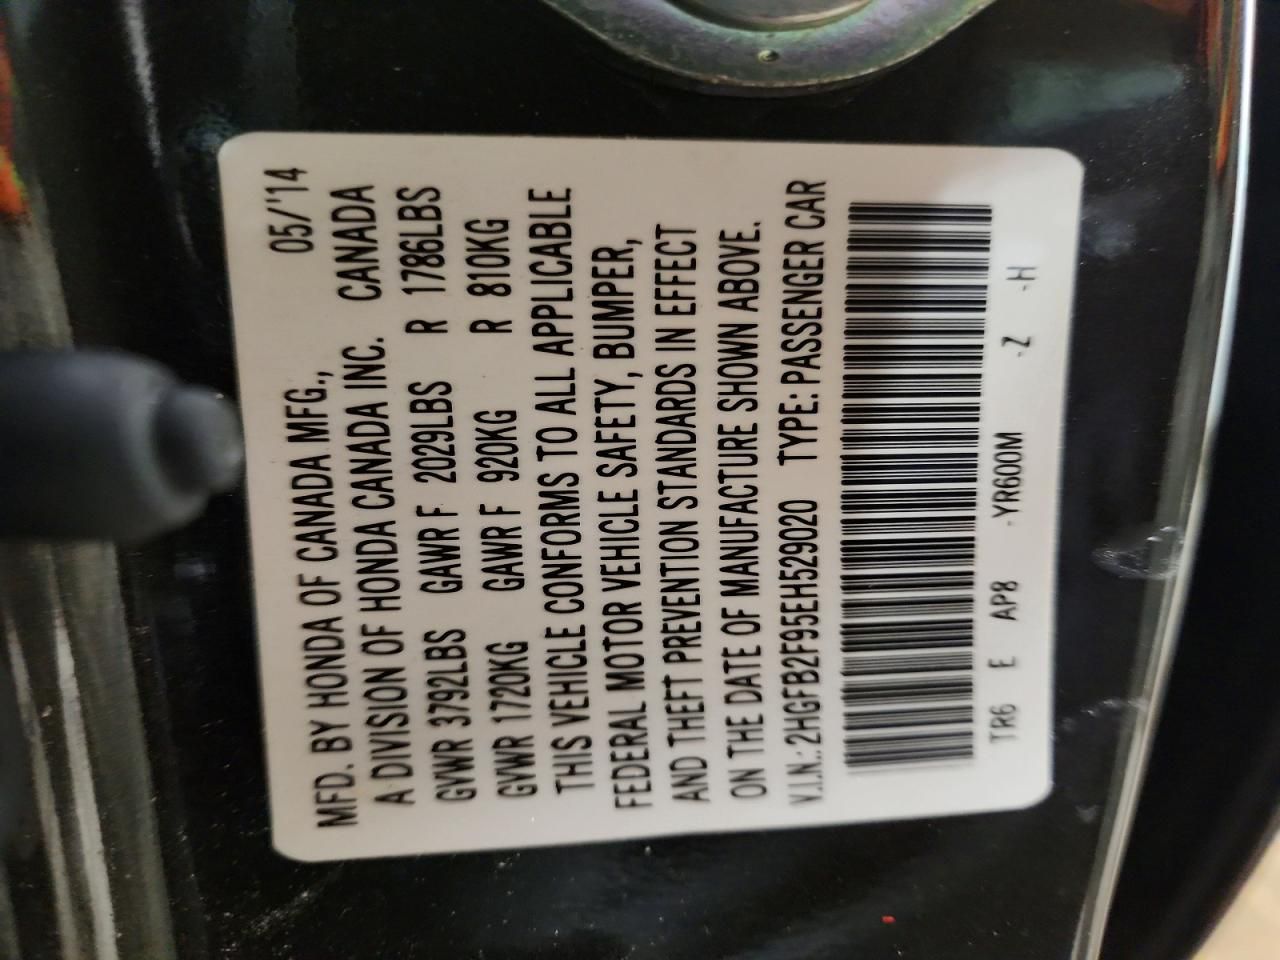 MFD. BY HONDA OF CANADA MFG., 05/'14
A DIVISION OF HONDA CANADA INC. CANADA
GVWR 3792LBS GAWR F 2029LBS R 1786LBS
GVWR 1720KG GAWR F 920KG R 810KG
THIS VEHICLE CONFORMS TO ALL APPLICABLE
FEDERAL MOTOR VEHICLE SAFETY, BUMPER,
AND THEFT PREVENTION STANDARDS IN EFFECT
ON THE DATE OF MANUFACTURE SHOWN ABOVE.
V.I.N.: 2HGFB2F95EH529020 TYPE: PASSENGER CAR
TR6 E AP8 -YR600M -Z -H